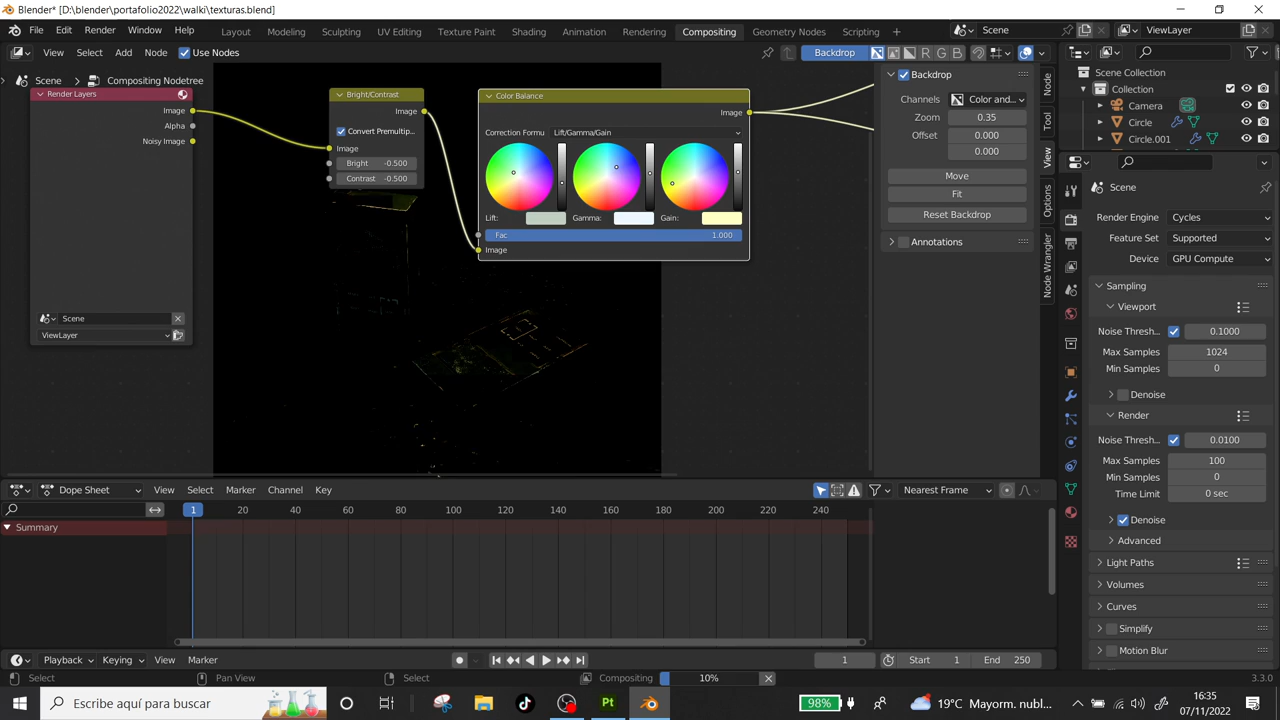 Blender* [D:\blender\portafolio2022\walki\texturas.blend]
File Edit Render Window Help Layout Modeling Sculpting UV Editing Texture Paint Shading Animation Rendering Compositing Geometry Nodes Scripting Scene ViewLayer
View Select Add Node Use Nodes Backdrop R G B
Scene > Compositing Nodetree
Render Layers
Image
Alpha
Noisy Image
Scene
ViewLayer
Bright/Contrast
Image
Convert Premultip...
Image
Bright -0.500
Contrast -0.500
Color Balance
Image
Correction Formu Lift/Gamma/Gain
Lift: Gamma: Gain:
Fac 1.000
Image
Backdrop
Channels Color and...
Zoom 0.35
Offset 0.000
0.000
Move
Fit
Reset Backdrop
Annotations
Node
Tool
View
Options
Node Wrangler
Scene Collection
Collection
Camera
Circle
Circle.001
Scene
Render Engine Cycles
Feature Set Supported
Device GPU Compute
Sampling
Viewport
Noise Thresh... 0.1000
Max Samples 1024
Min Samples 0
Denoise
Render
Noise Thresh... 0.0100
Max Samples 100
Min Samples 0
Time Limit 0 sec
Denoise
Advanced
Light Paths
Volumes
Curves
Simplify
Motion Blur
Dope Sheet View Select Marker Channel Key Nearest Frame
1 20 40 60 80 100 120 140 160 180 200 220 240
Summary
Playback Keying View Marker 1 Start 1 End 250
Select Pan View Select Compositing 10%
Escribe aquí para buscar Pt 98% 19°C Mayorm. nubl... 16:35
07/11/2022